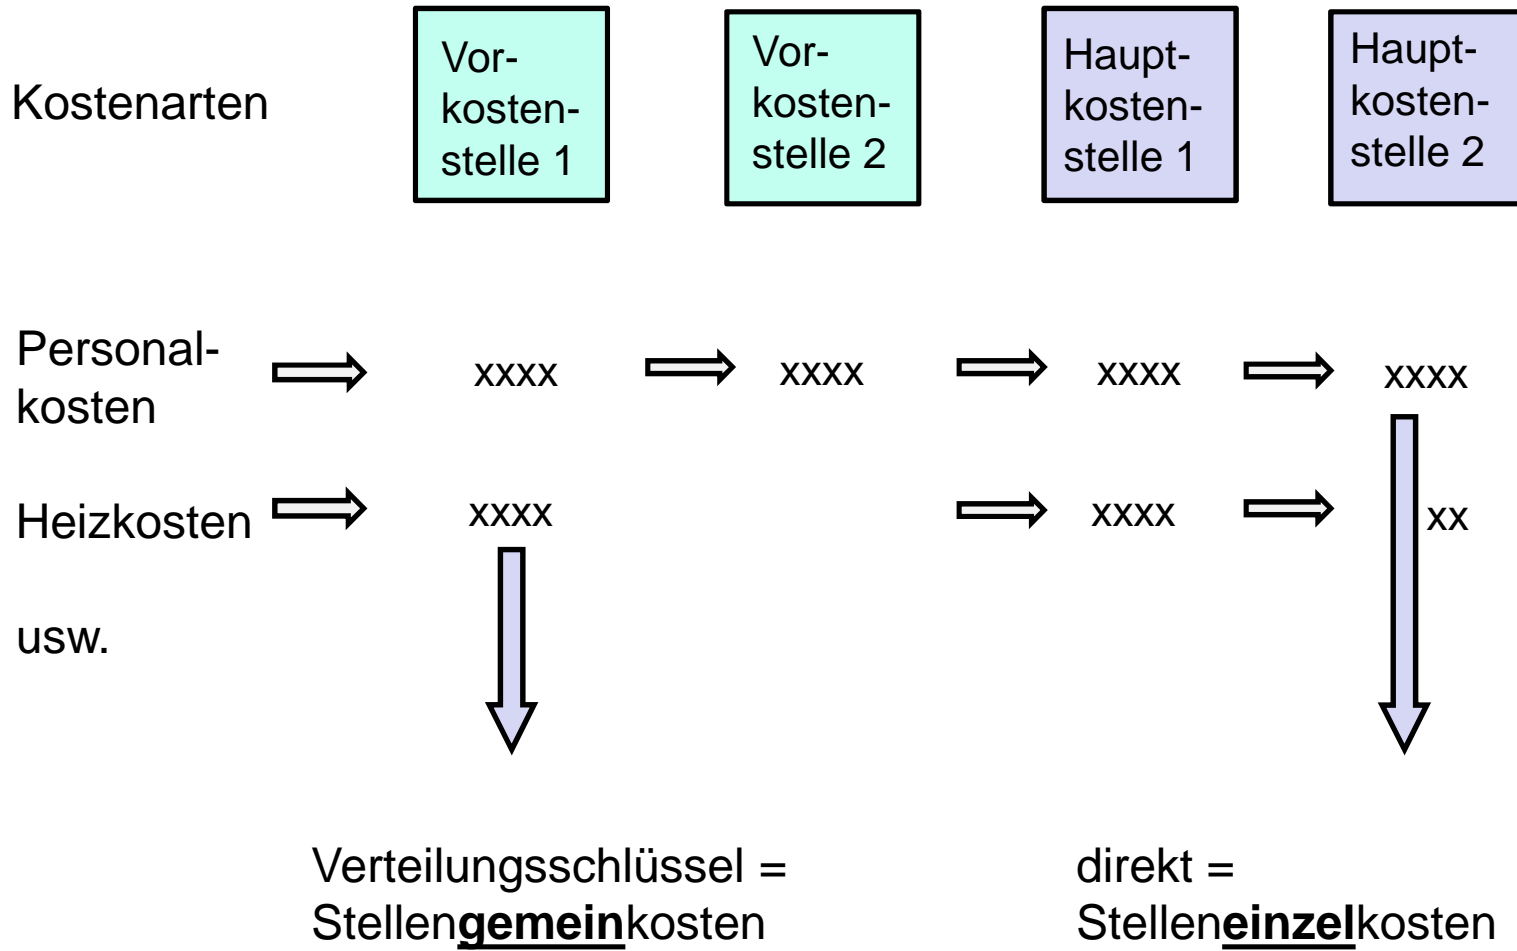 Kostenarten
Vor-
kosten-
stelle 1
Vor-
kosten-
stelle 2
Haupt-
kosten-
stelle 1
Haupt-
kosten-
stelle 2
Personal-
kosten
xxxx
xxxx
xxxx
xxxx
Heizkosten
xxxx
xxxx
xx
usw.
Verteilungsschlüssel =
Stellengemeinkosten
direkt =
Stelleneinzelkosten